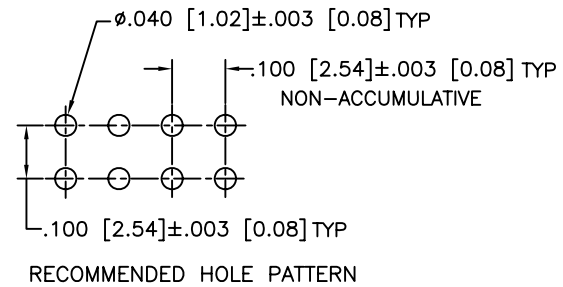 ø.040 [1.02]±.003 [0.08] TYP
.100 [2.54]±.003 [0.08] TYP
NON-ACCUMULATIVE
.100 [2.54]±.003 [0.08] TYP
RECOMMENDED HOLE PATTERN